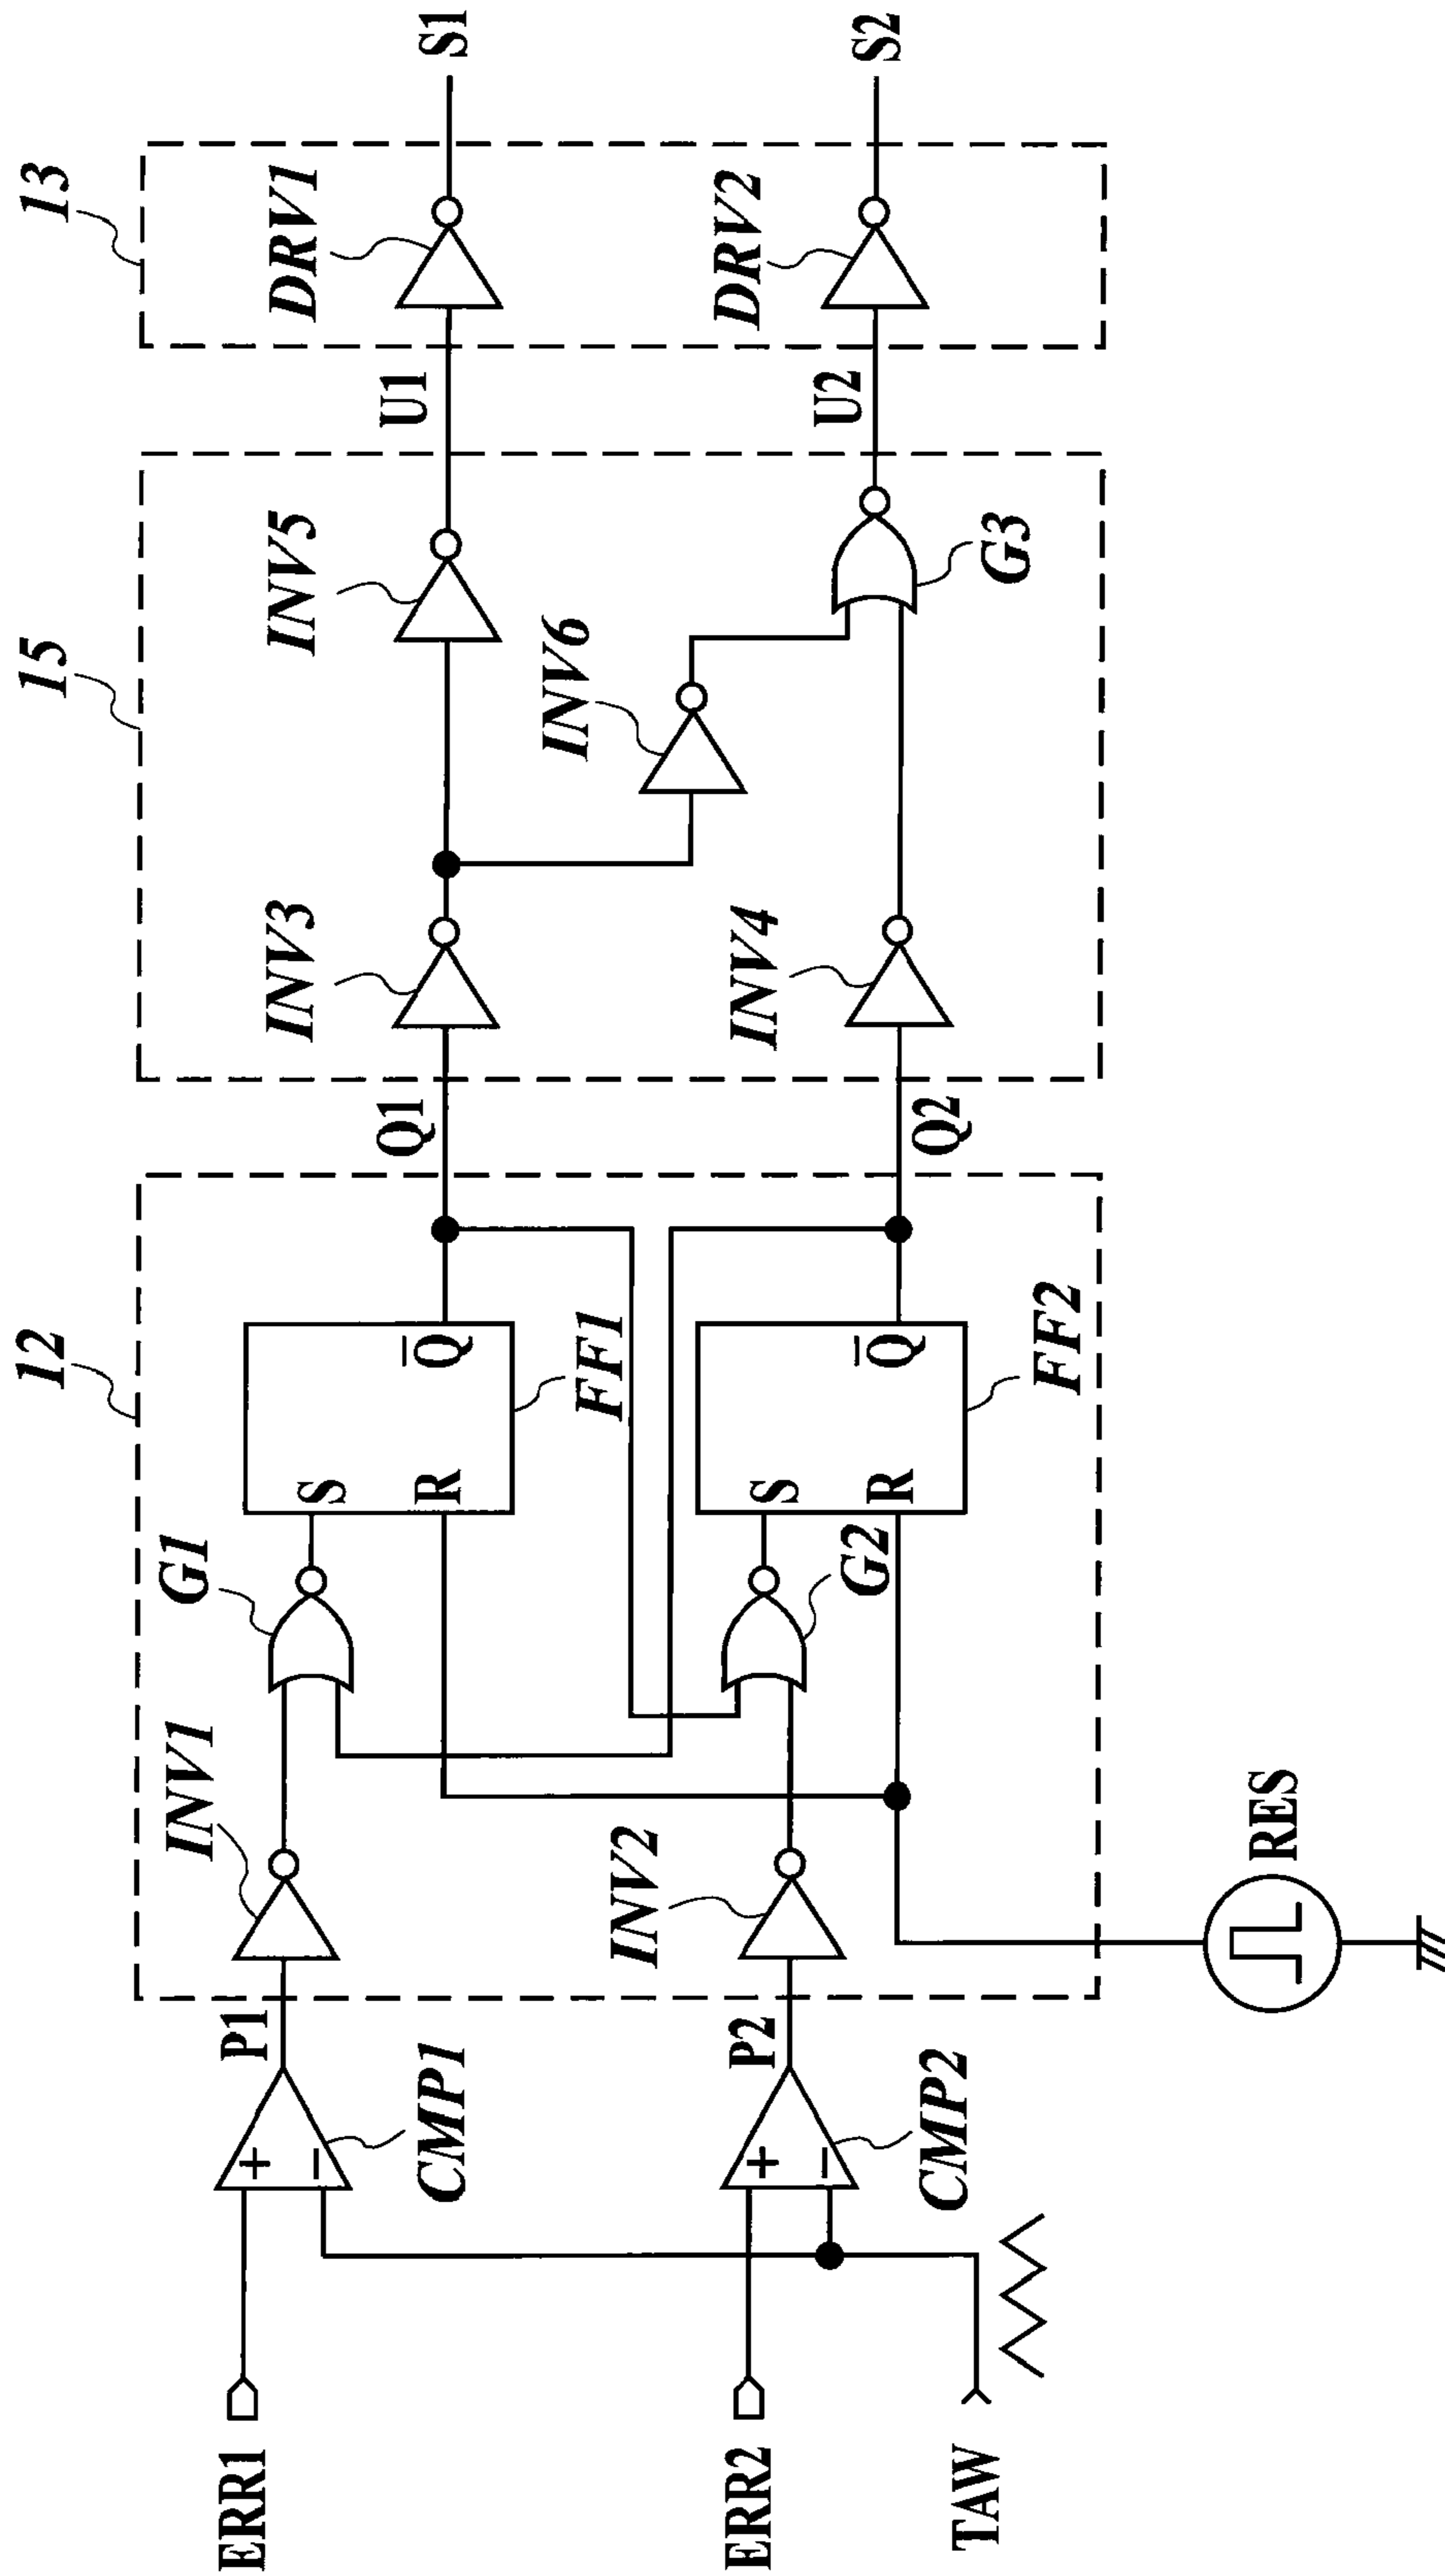 12
15
13
ERR1
CMP1
+
−
P1
INV1
G1
S
R
Q̅
FF1
Q1
INV3
INV5
U1
DRV1
S1
INV6
ERR2
CMP2
+
−
P2
INV2
G2
S
R
Q̅
FF2
Q2
INV4
G3
U2
DRV2
S2
TAW
RES